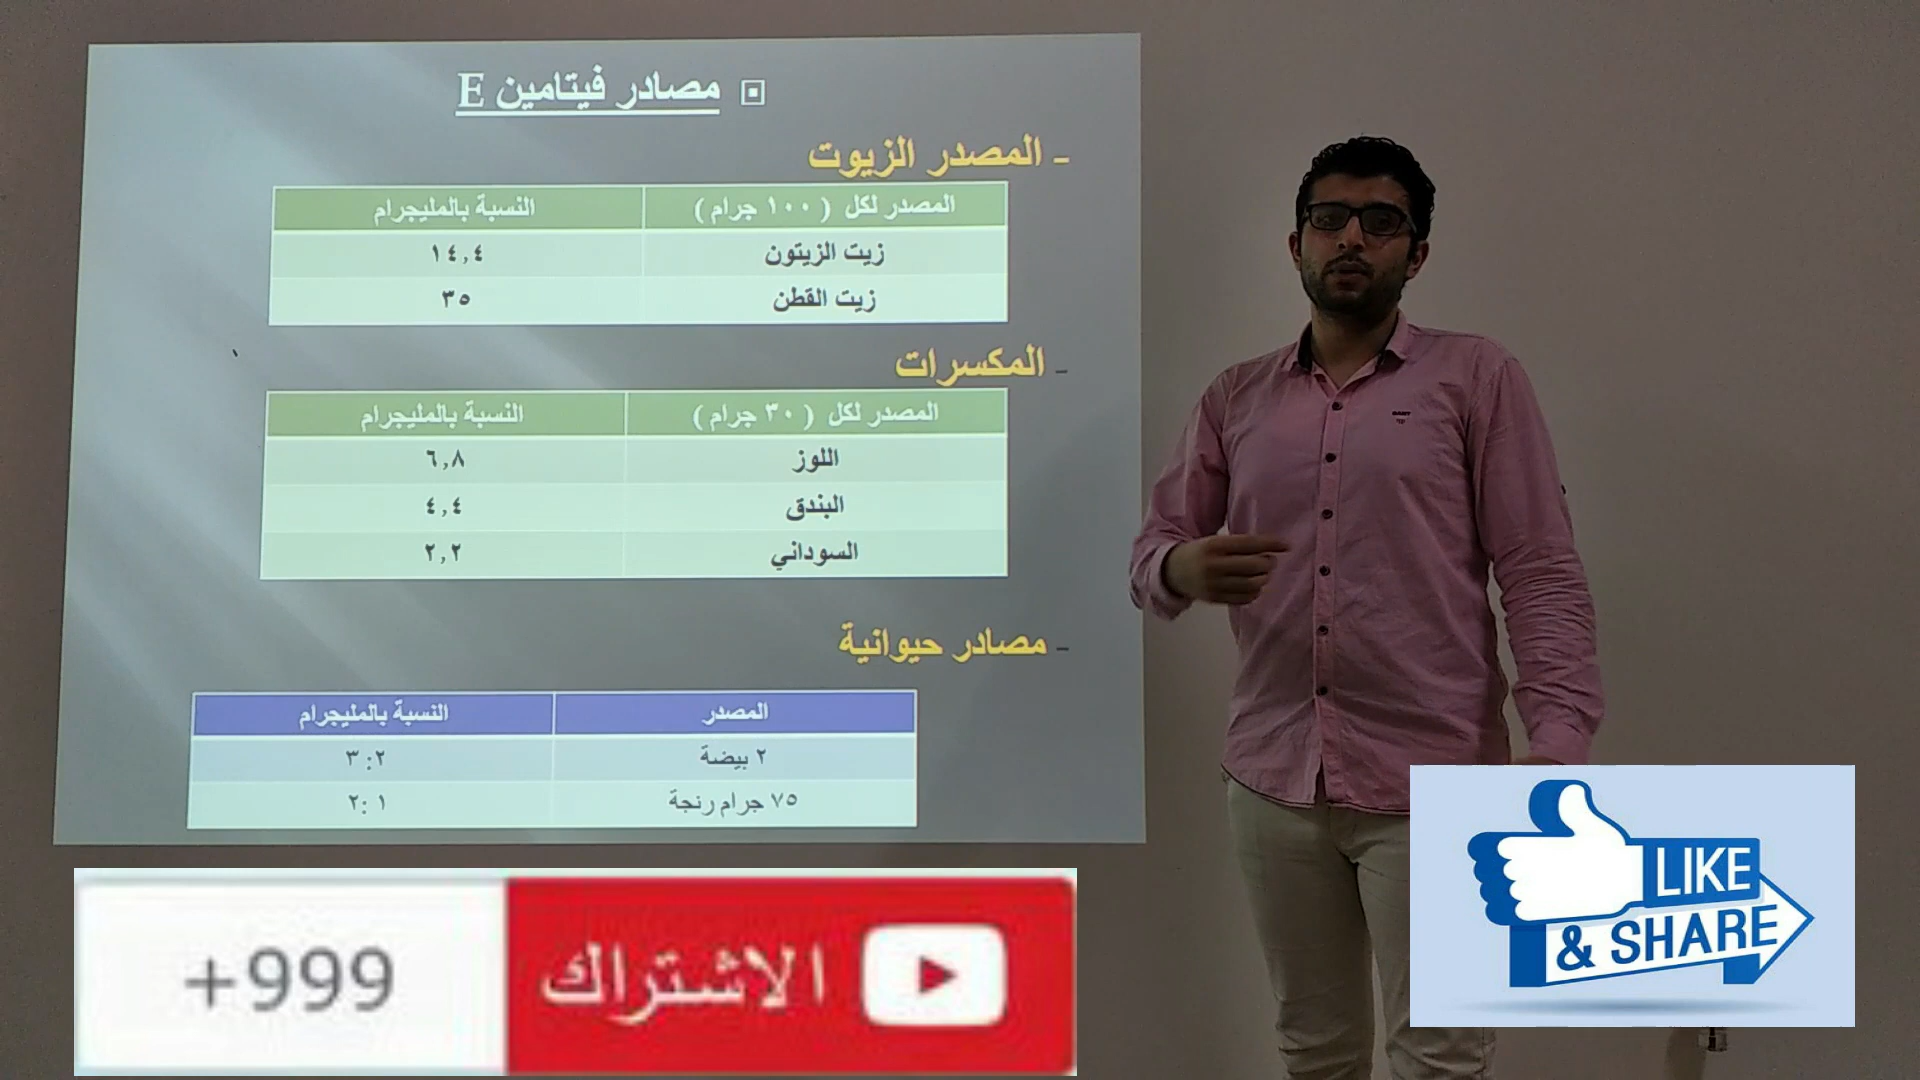 مصادر فيتامين E
- المصدر الزيوت
المصدر لكل ( ١٠٠ جرام ) النسبة بالمليجرام
زيت الزيتون ١٤,٤
زيت القطن ٣٥
- المكسرات
المصدر لكل ( ٣٠ جرام ) النسبة بالمليجرام
اللوز ٦,٨
البندق ٤,٤
السوداني ٢,٢
- مصادر حيوانية
المصدر النسبة بالمليجرام
٢ بيضة ٢: ٣
٧٥ جرام رنجة ١ :٢
الاشتراك
+999
LIKE
& SHARE